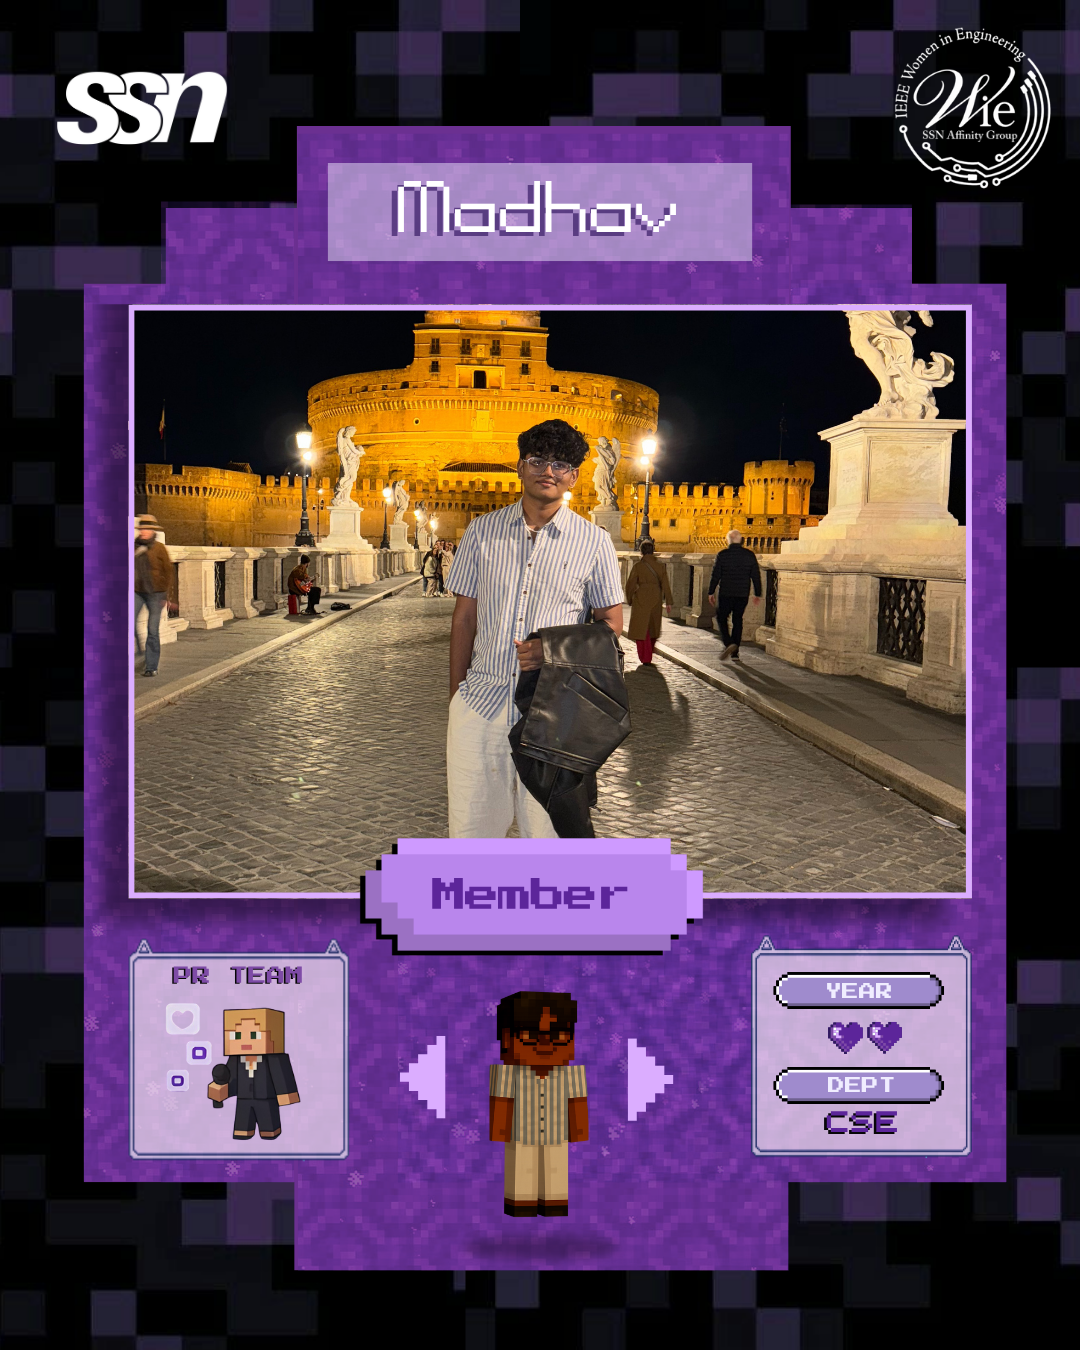 ssn
IEEE Women in Engineering
WiE
SSN Affinity Group
Madhav
Member
PR TEAM
YEAR
DEPT
CSE